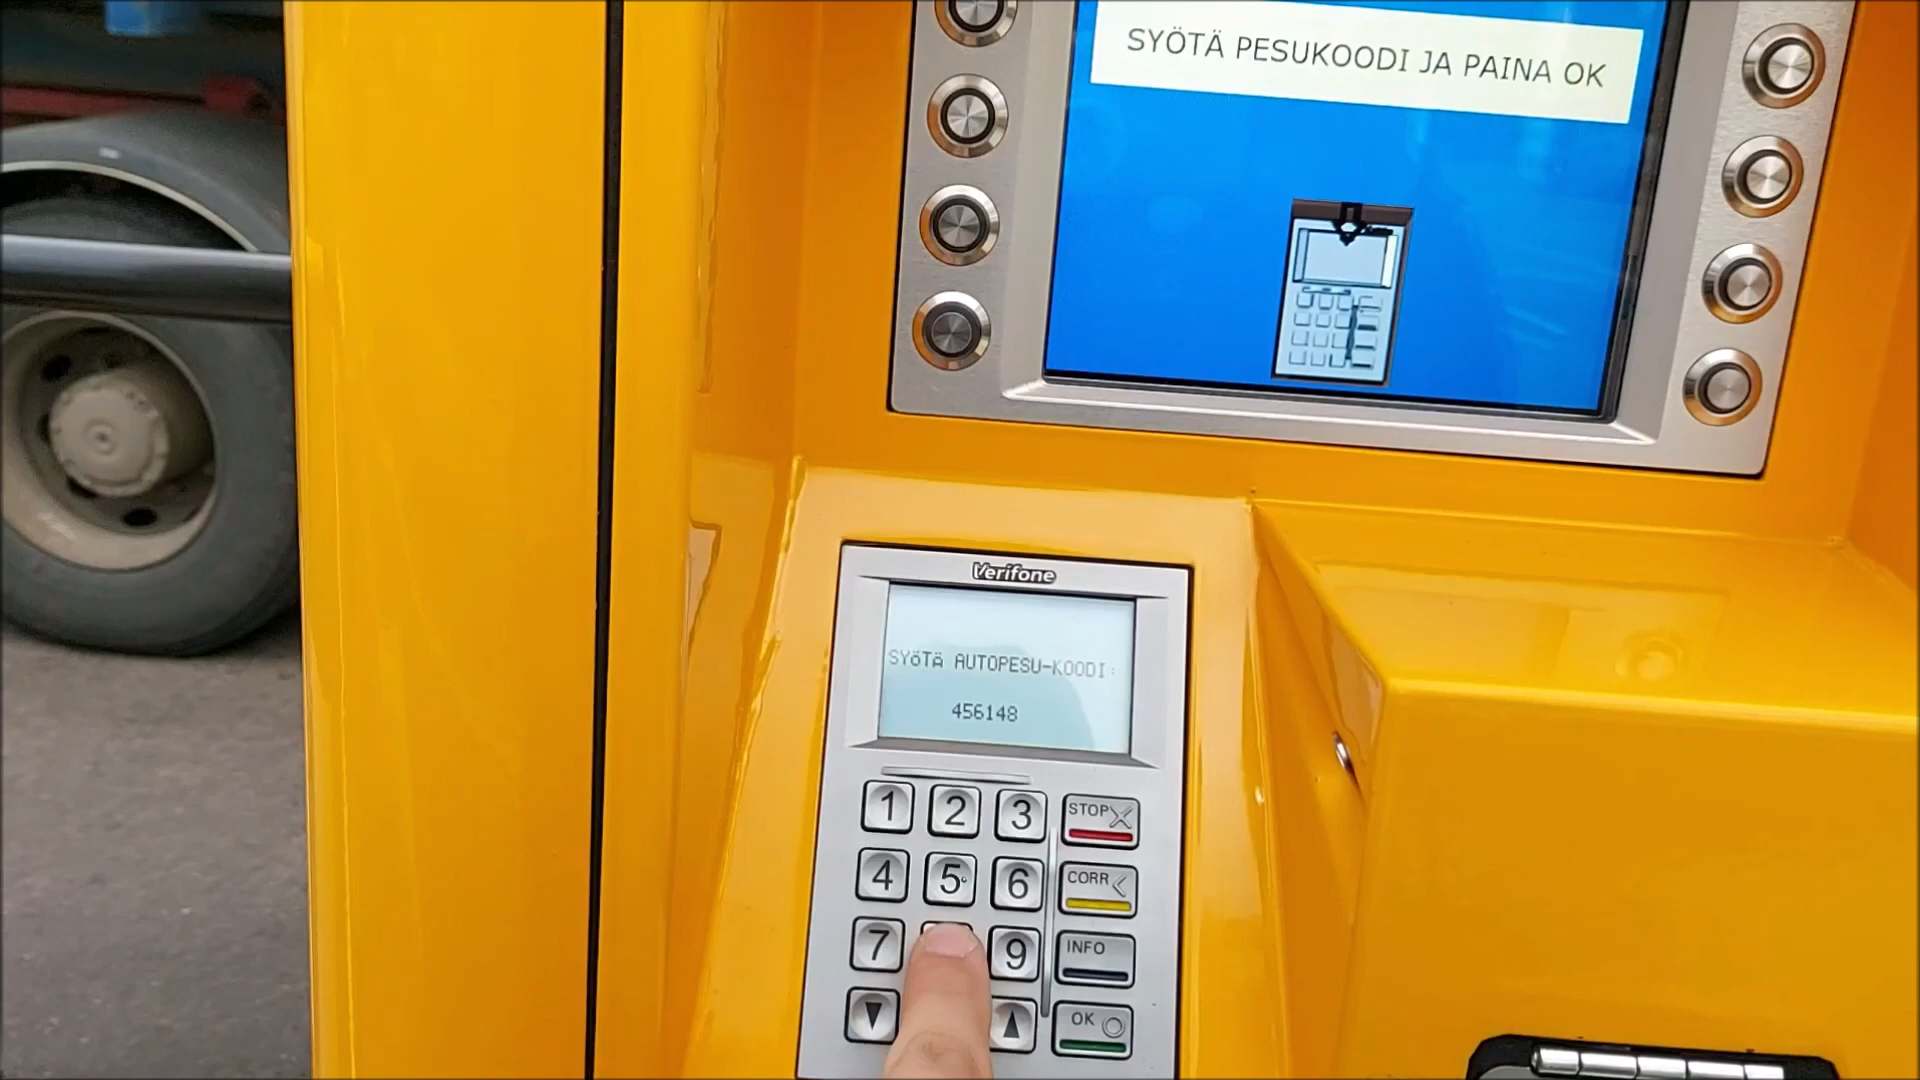 SYÖTÄ PESUKOODI JA PAINA OK
Verifone
SYöTÄ AUTOPESU-KOODI:
456148
1 2 3 STOP
4 5 6 CORR
7 9 INFO
OK